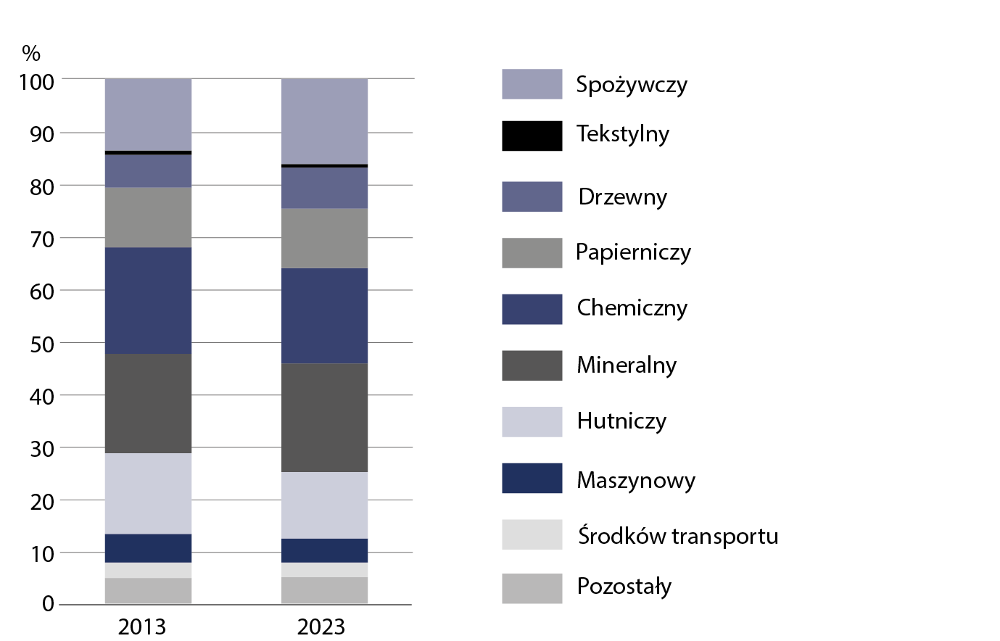 %
100
90
80
70
60
50
40
30
20
10
0
2013
2023
Spożywczy
Tekstylny
Drzewny
Papierniczy
Chemiczny
Mineralny
Hutniczy
Maszynowy
Środków transportu
Pozostały